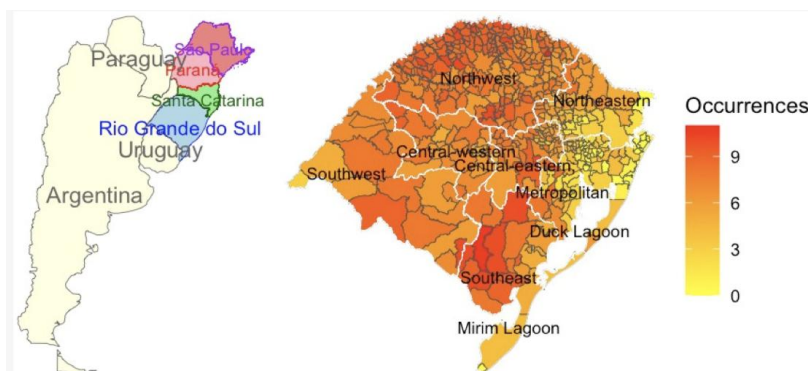 São Paulo
Paraguay
Paraná
Santa Catarina
Rio Grande do Sul
Uruguay
Argentina
Northwest
Northeastern
Central-western
Central-eastern
Southwest
Metropolitan
Duck Lagoon
Southeast
Mirim Lagoon
Occurrences
9
6
3
0